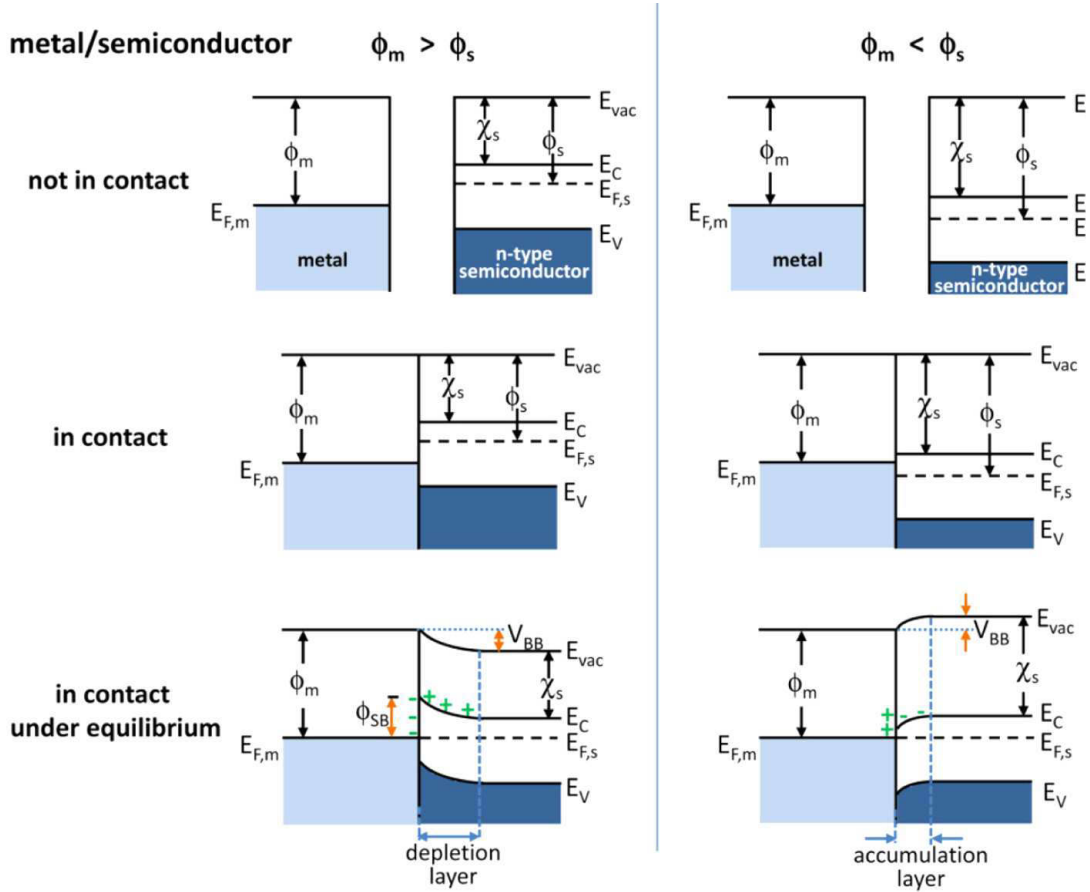 metal/semiconductor
ϕm > ϕs
ϕm < ϕs
not in contact
ϕm
χs
ϕs
Evac
EC
EF,s
EV
EF,m
metal
n-type
semiconductor
ϕm
χs
ϕs
E
E
E
E
EF,m
metal
n-type
semiconductor
in contact
ϕm
χs
ϕs
Evac
EC
EF,s
EV
EF,m
ϕm
χs
ϕs
Evac
EC
EF,s
EV
EF,m
in contact
under equilibrium
ϕm
ϕSB
VBB
Evac
χs
EC
EF,s
EV
EF,m
- - - -
+ + + +
depletion
layer
ϕm
VBB
Evac
χs
EC
EF,s
EV
EF,m
+ - -
+
accumulation
layer